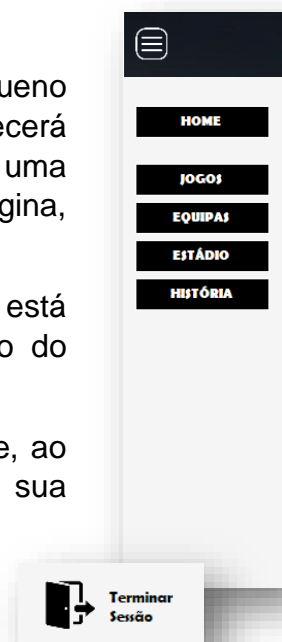 ueno
ecerá
uma
gina,
está
o do
e, ao
sua
HOME
JOGOS
EQUIPAS
ESTÁDIO
HISTÓRIA
Terminar
Sessão